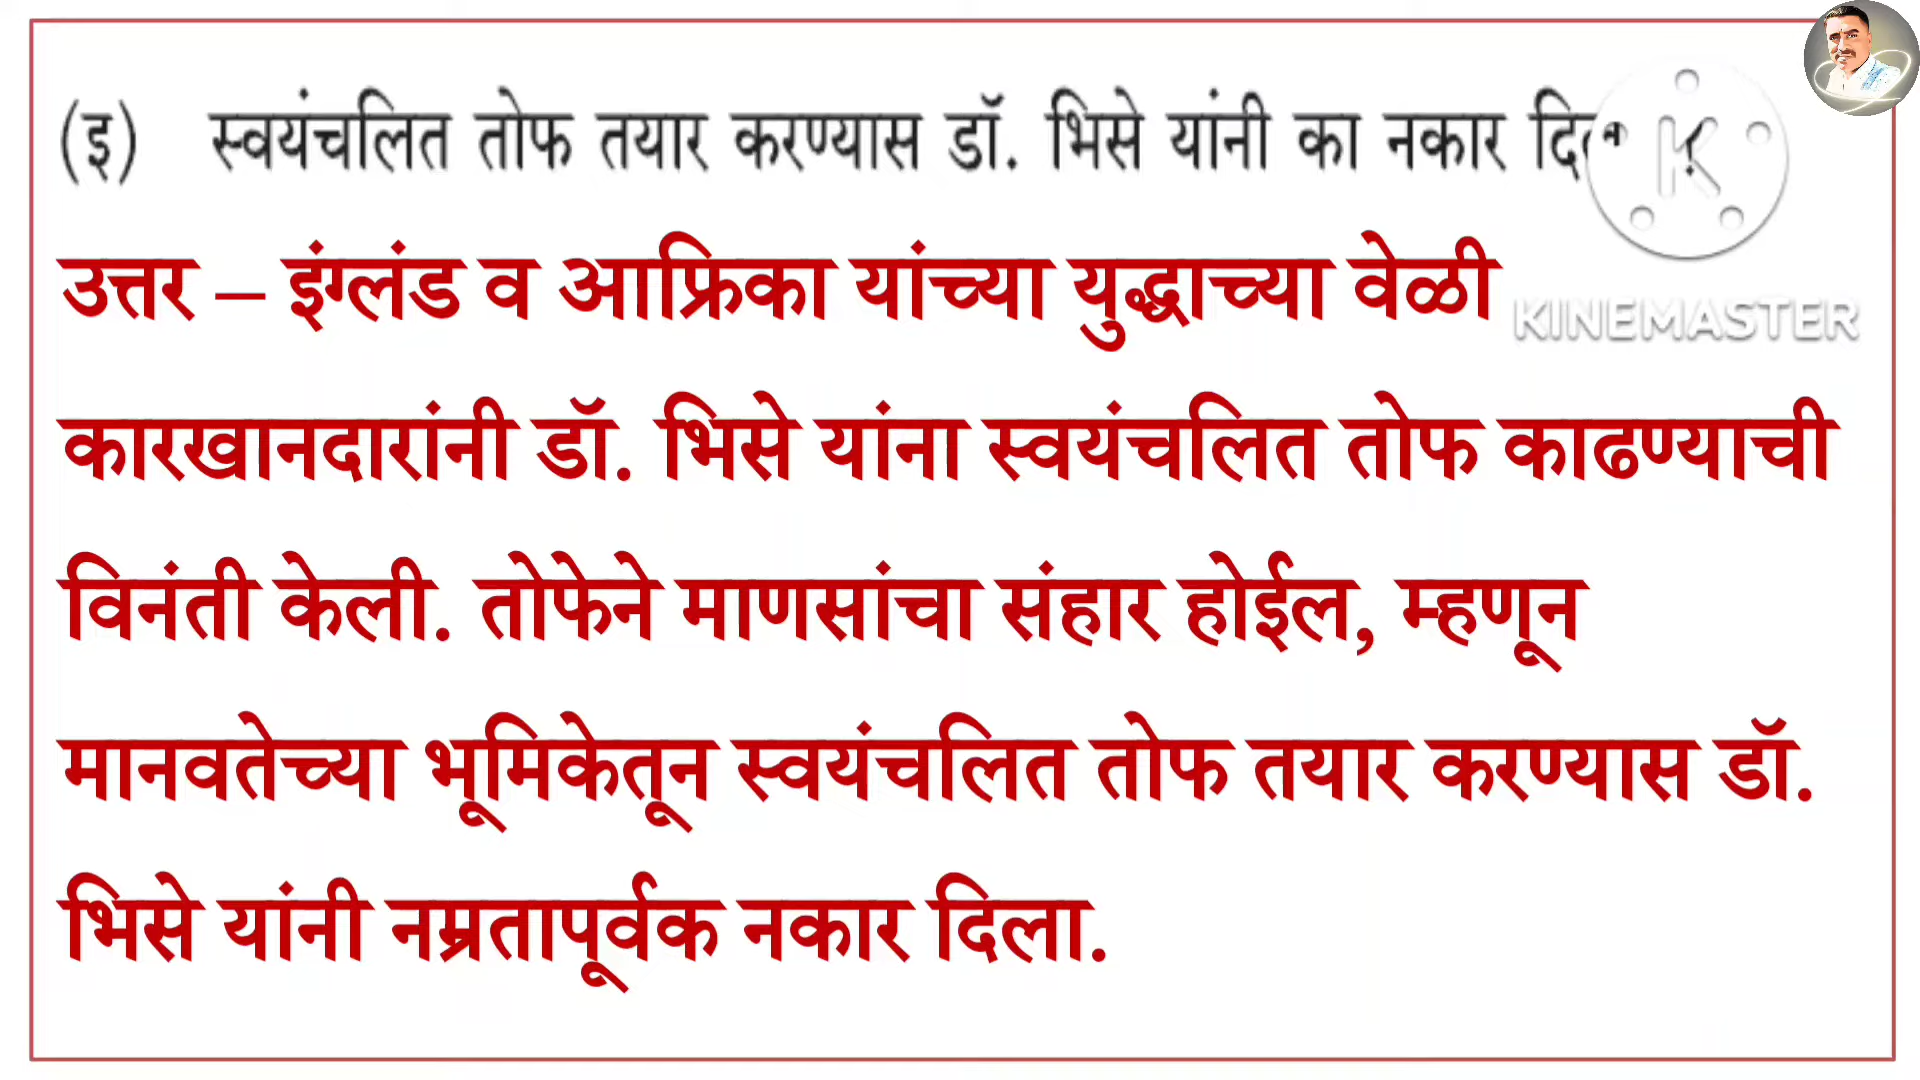 (इ) स्वयंचलित तोफ तयार करण्यास डॉ. भिसे यांनी का नकार
उत्तर – इंग्लंड व आफ्रिका यांच्या युद्धाच्या वेळी
KINEMASTER
कारखानदारांनी डॉ. भिसे यांना स्वयंचलित तोफ काढण्याची
विनंती केली. तोफेने माणसांचा संहार होईल, म्हणून
मानवतेच्या भूमिकेतून स्वयंचलित तोफ तयार करण्यास डॉ.
भिसे यांनी नम्रतापूर्वक नकार दिला.